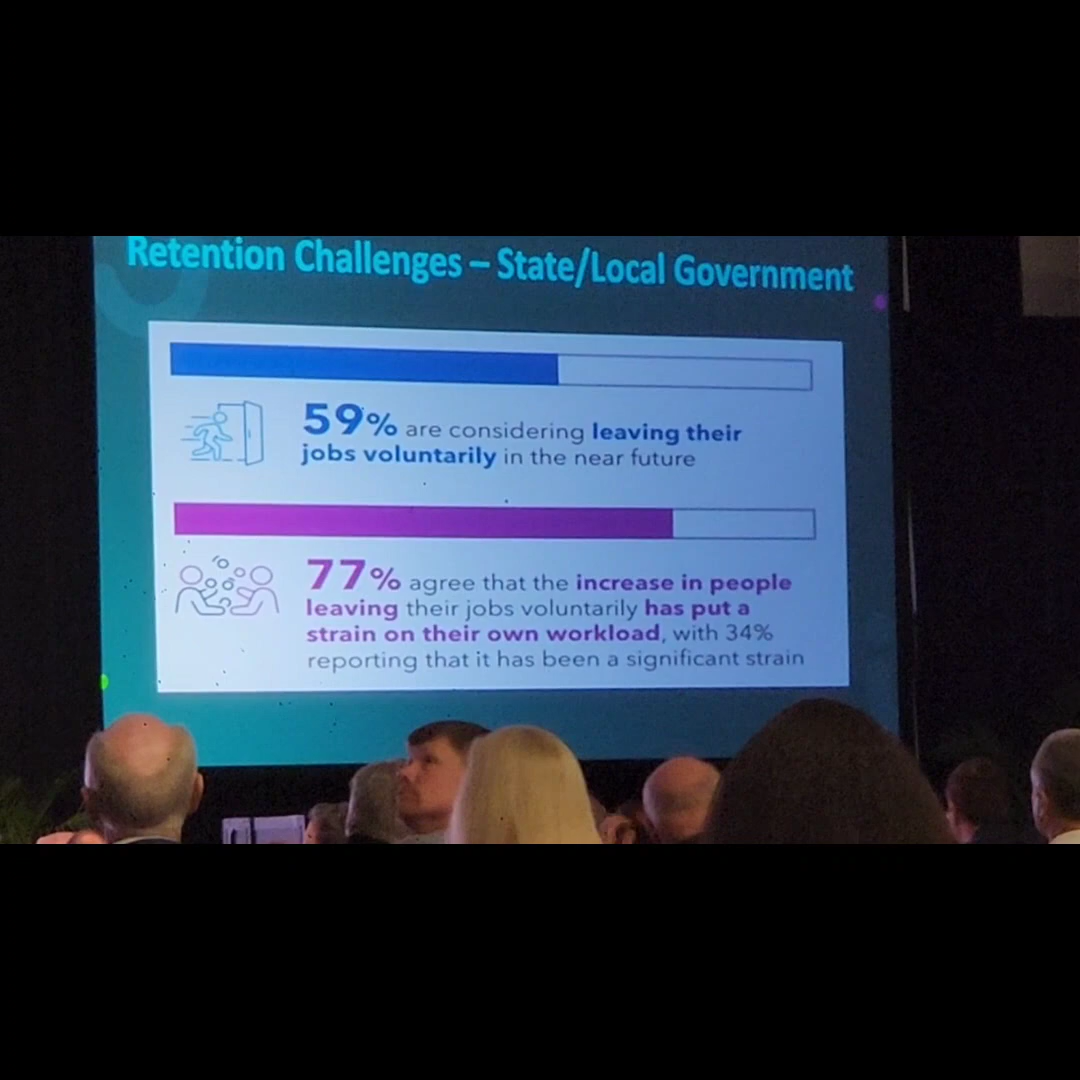 Retention Challenges – State/Local Government
59% are considering leaving their
jobs voluntarily in the near future
77% agree that the increase in people
leaving their jobs voluntarily has put a
strain on their own workload, with 34%
reporting that it has been a significant strain